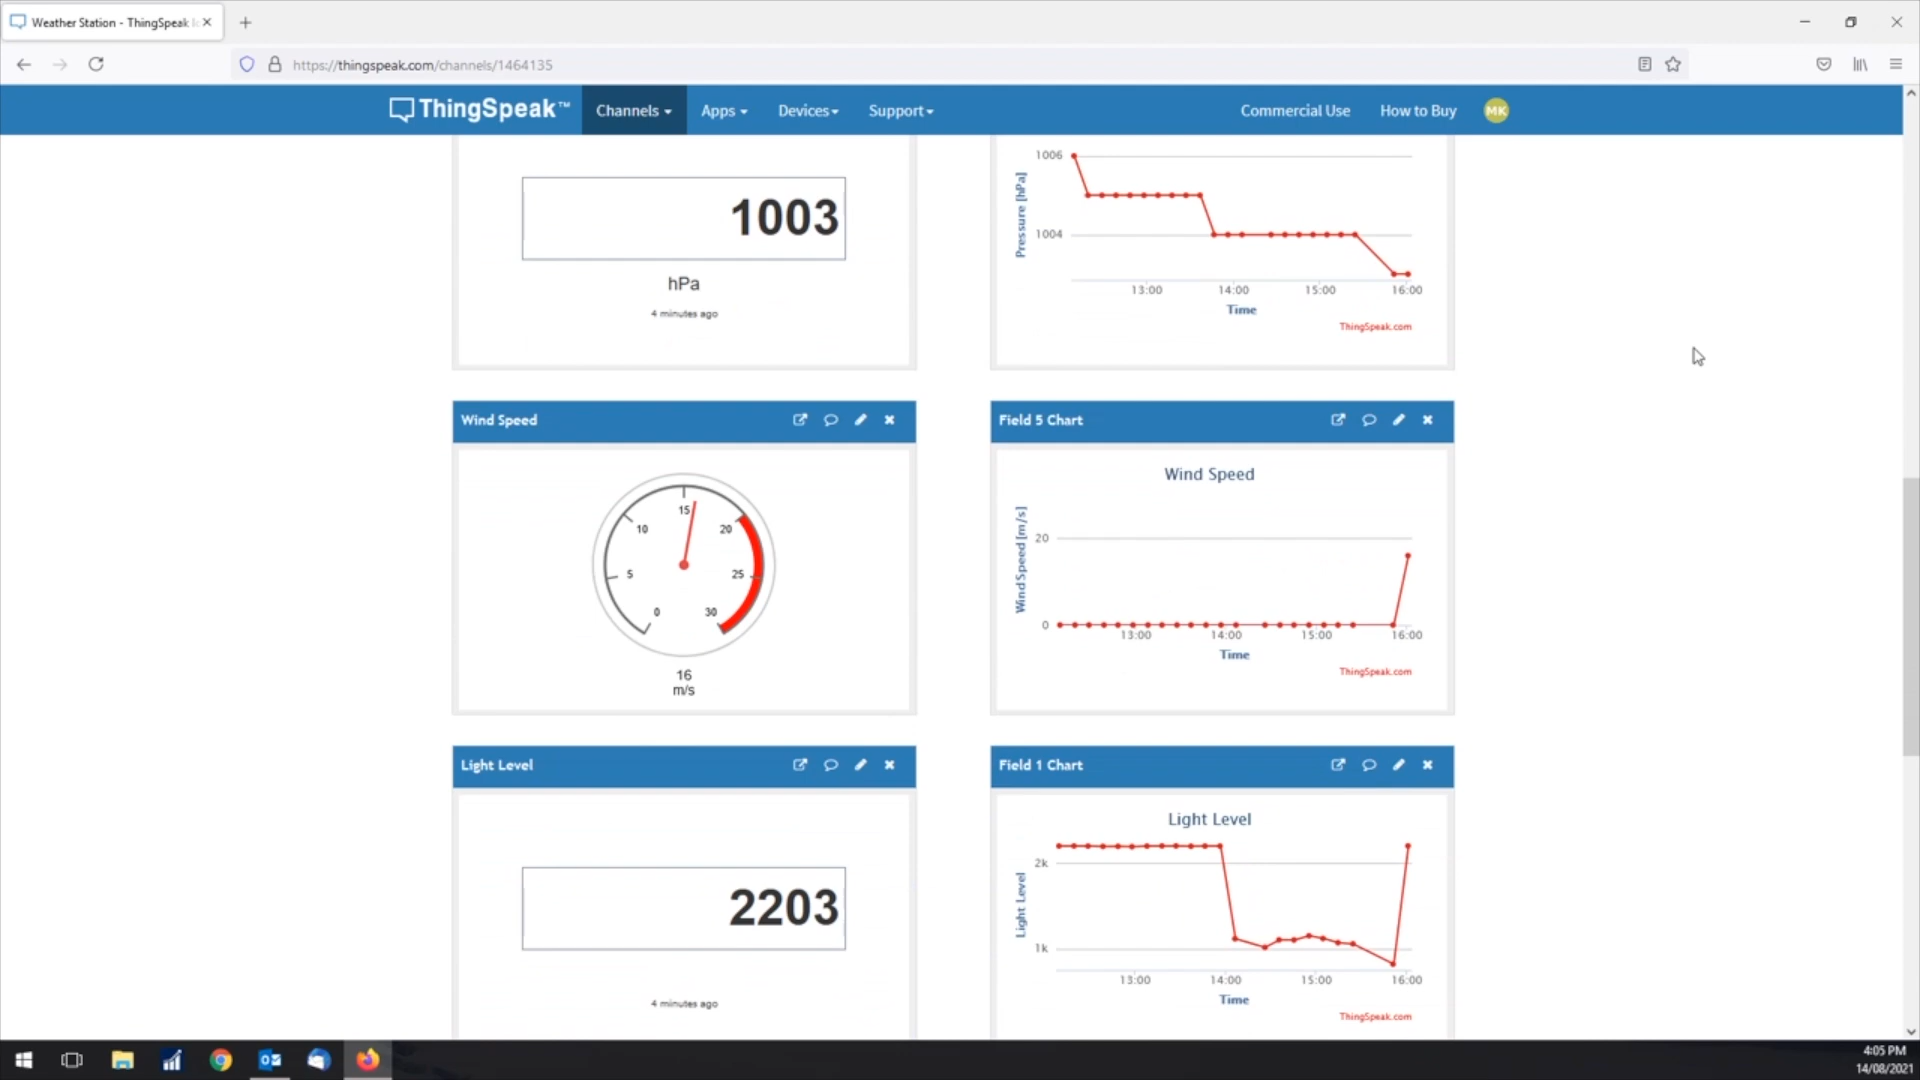 Weather Station - ThingSpeak
https://thingspeak.com/channels/1464135
ThingSpeak™
Channels
Apps
Devices
Support
Commercial Use
How to Buy
MK
1003
hPa
4 minutes ago
1006
1004
Pressure [hPa]
13:00 14:00 15:00 16:00
Time
ThingSpeak.com
Wind Speed
0 5 10 15 20 25 30
16
m/s
Field 5 Chart
Wind Speed
WindSpeed [m/s]
20
0
13:00 14:00 15:00 16:00
Time
ThingSpeak.com
Light Level
2203
4 minutes ago
Field 1 Chart
Light Level
Light Level
2k
1k
13:00 14:00 15:00 16:00
Time
ThingSpeak.com
4:05 PM
14/08/2021